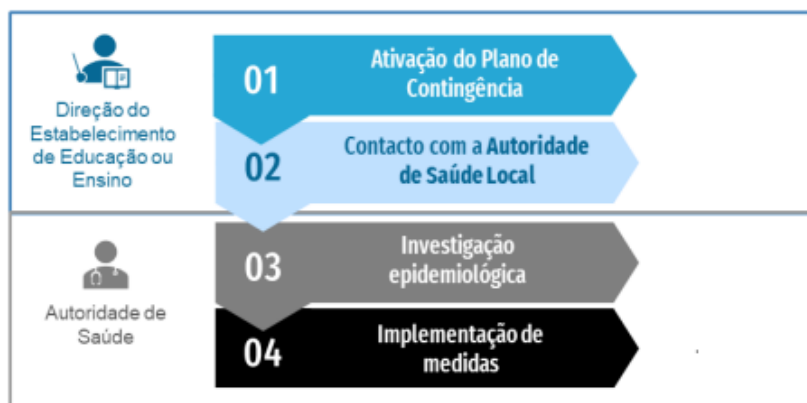 Direção do
Estabelecimento
de Educação ou
Ensino
01
Ativação do Plano de
Contingência
02
Contacto com a Autoridade
de Saúde Local
Autoridade de
Saúde
03
Investigação
epidemiológica
04
Implementação de
medidas
.